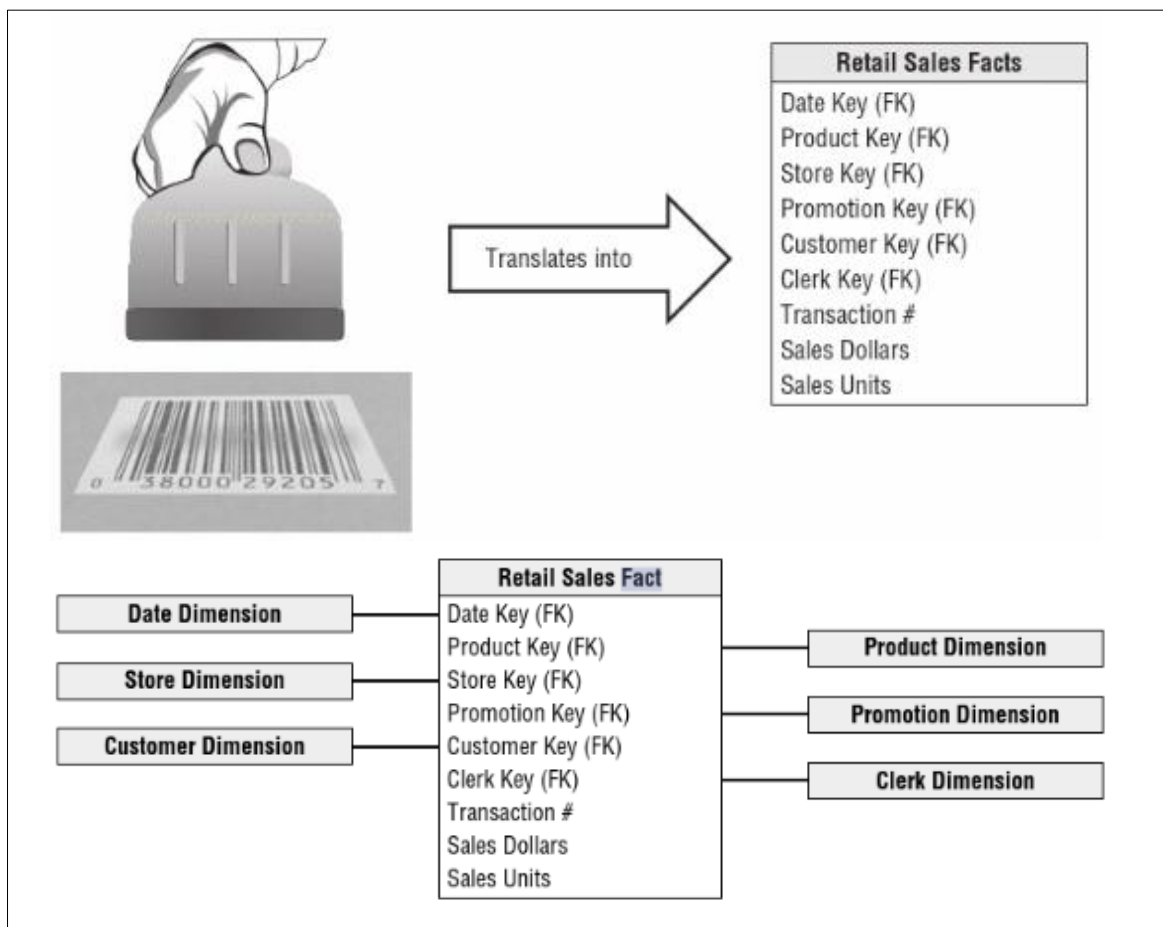 Retail Sales Facts
Date Key (FK)
Product Key (FK)
Store Key (FK)
Promotion Key (FK)
Customer Key (FK)
Clerk Key (FK)
Transaction #
Sales Dollars
Sales Units
Translates into
0 38000 29205 7
Retail Sales Fact
Date Key (FK)
Product Key (FK)
Store Key (FK)
Promotion Key (FK)
Customer Key (FK)
Clerk Key (FK)
Transaction #
Sales Dollars
Sales Units
Date Dimension
Store Dimension
Customer Dimension
Product Dimension
Promotion Dimension
Clerk Dimension